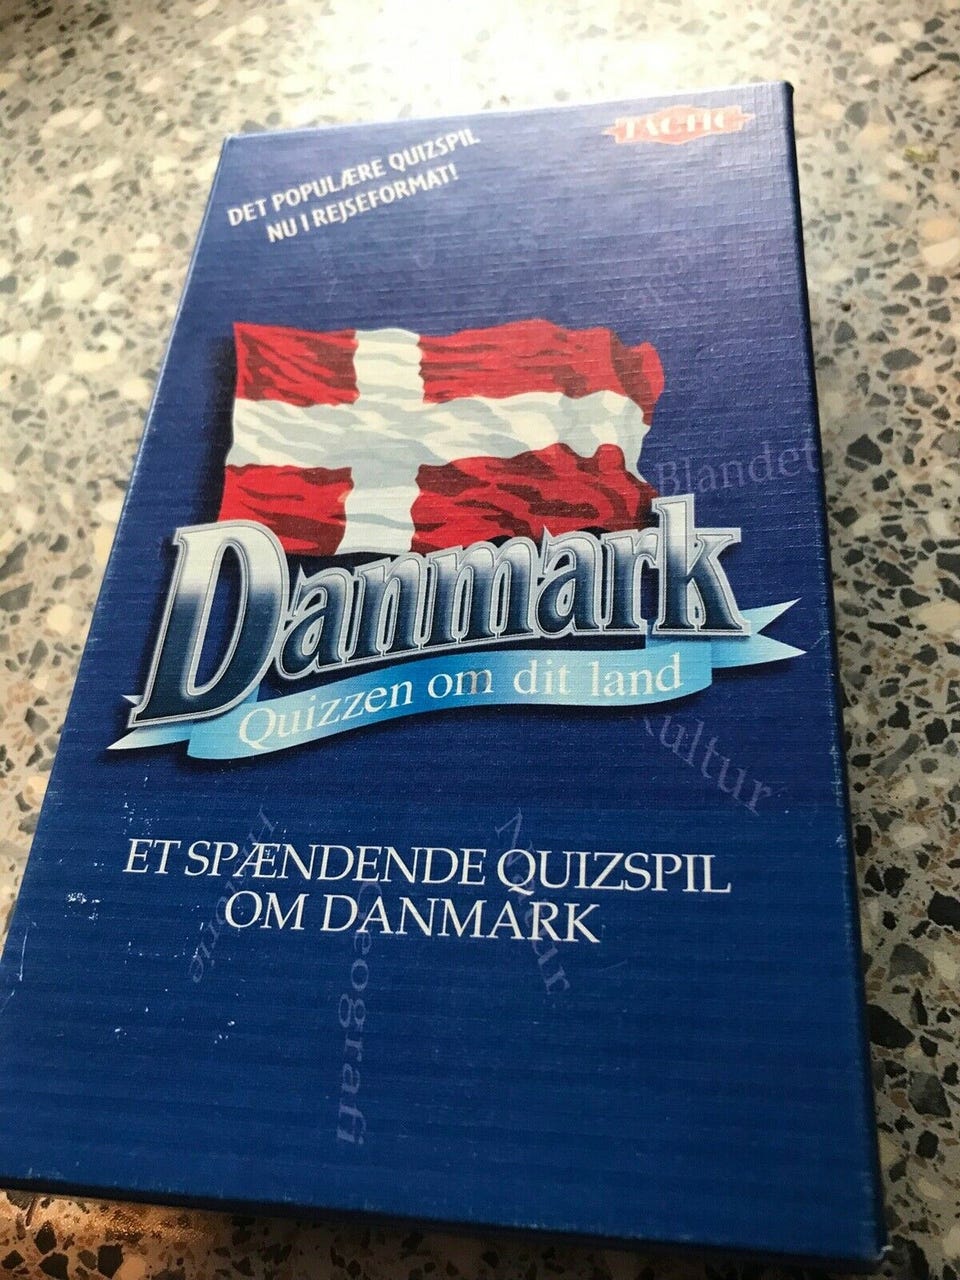 TACTIC
DET POPULÆRE QUIZSPIL
NU I REJSEFORMAT!
Blandet
Danmark
Quizzen om dit land
Kultur
ET SPÆNDENDE QUIZSPIL
OM DANMARK
Historie
Geografi
Natur